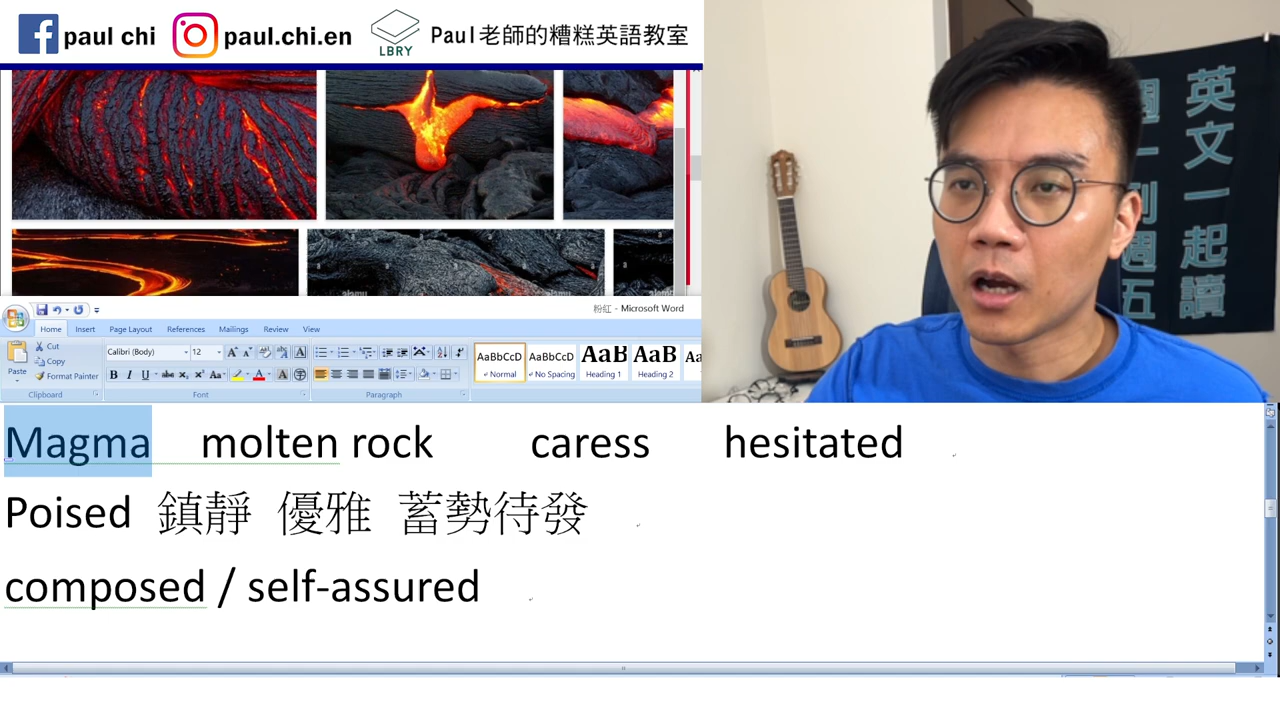 paul chi paul.chi.en LBRY Paul老師的糟糕英語教室
英文一起讀
週一到週五
粉紅 - Microsoft Word
Home Insert Page Layout References Mailings Review View
Paste Cut Copy Format Painter
Calibri (Body) 12
AaBbCcD AaBbCcD AaB AaB Aa
Normal No Spacing Heading 1 Heading 2
Clipboard Font Paragraph
Magma molten rock caress hesitated
Poised 鎮靜 優雅 蓄勢待發
composed / self-assured